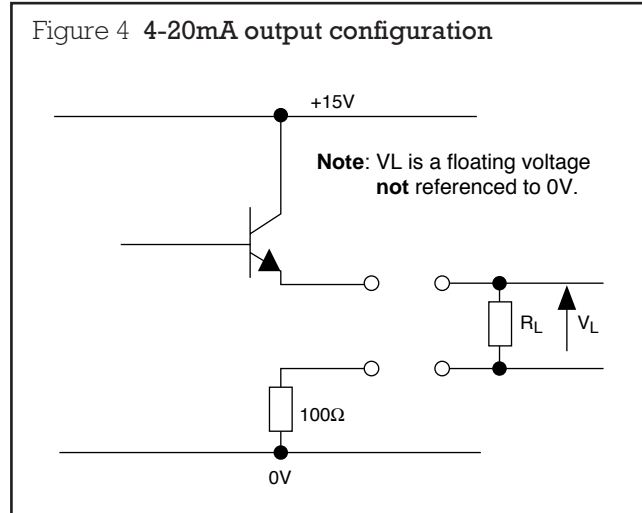 Figure 4 4-20mA output configuration
+15V
Note: VL is a floating voltage
not referenced to 0V.
RL
VL
100Ω
0V